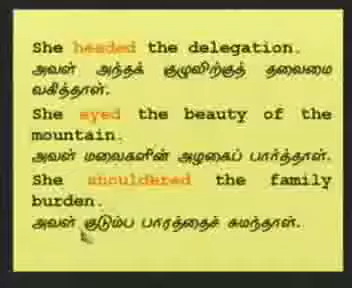 She headed the delegation.
அவள் அந்தக் குழுவிற்குத் தலைமை
வகித்தாள்.
She eyed the beauty of the
mountain.
அவள் மலைகளின் அழகைப் பார்த்தாள்.
She shouldered the family
burden.
அவள் குடும்ப பாரத்தைச் சுமந்தாள்.